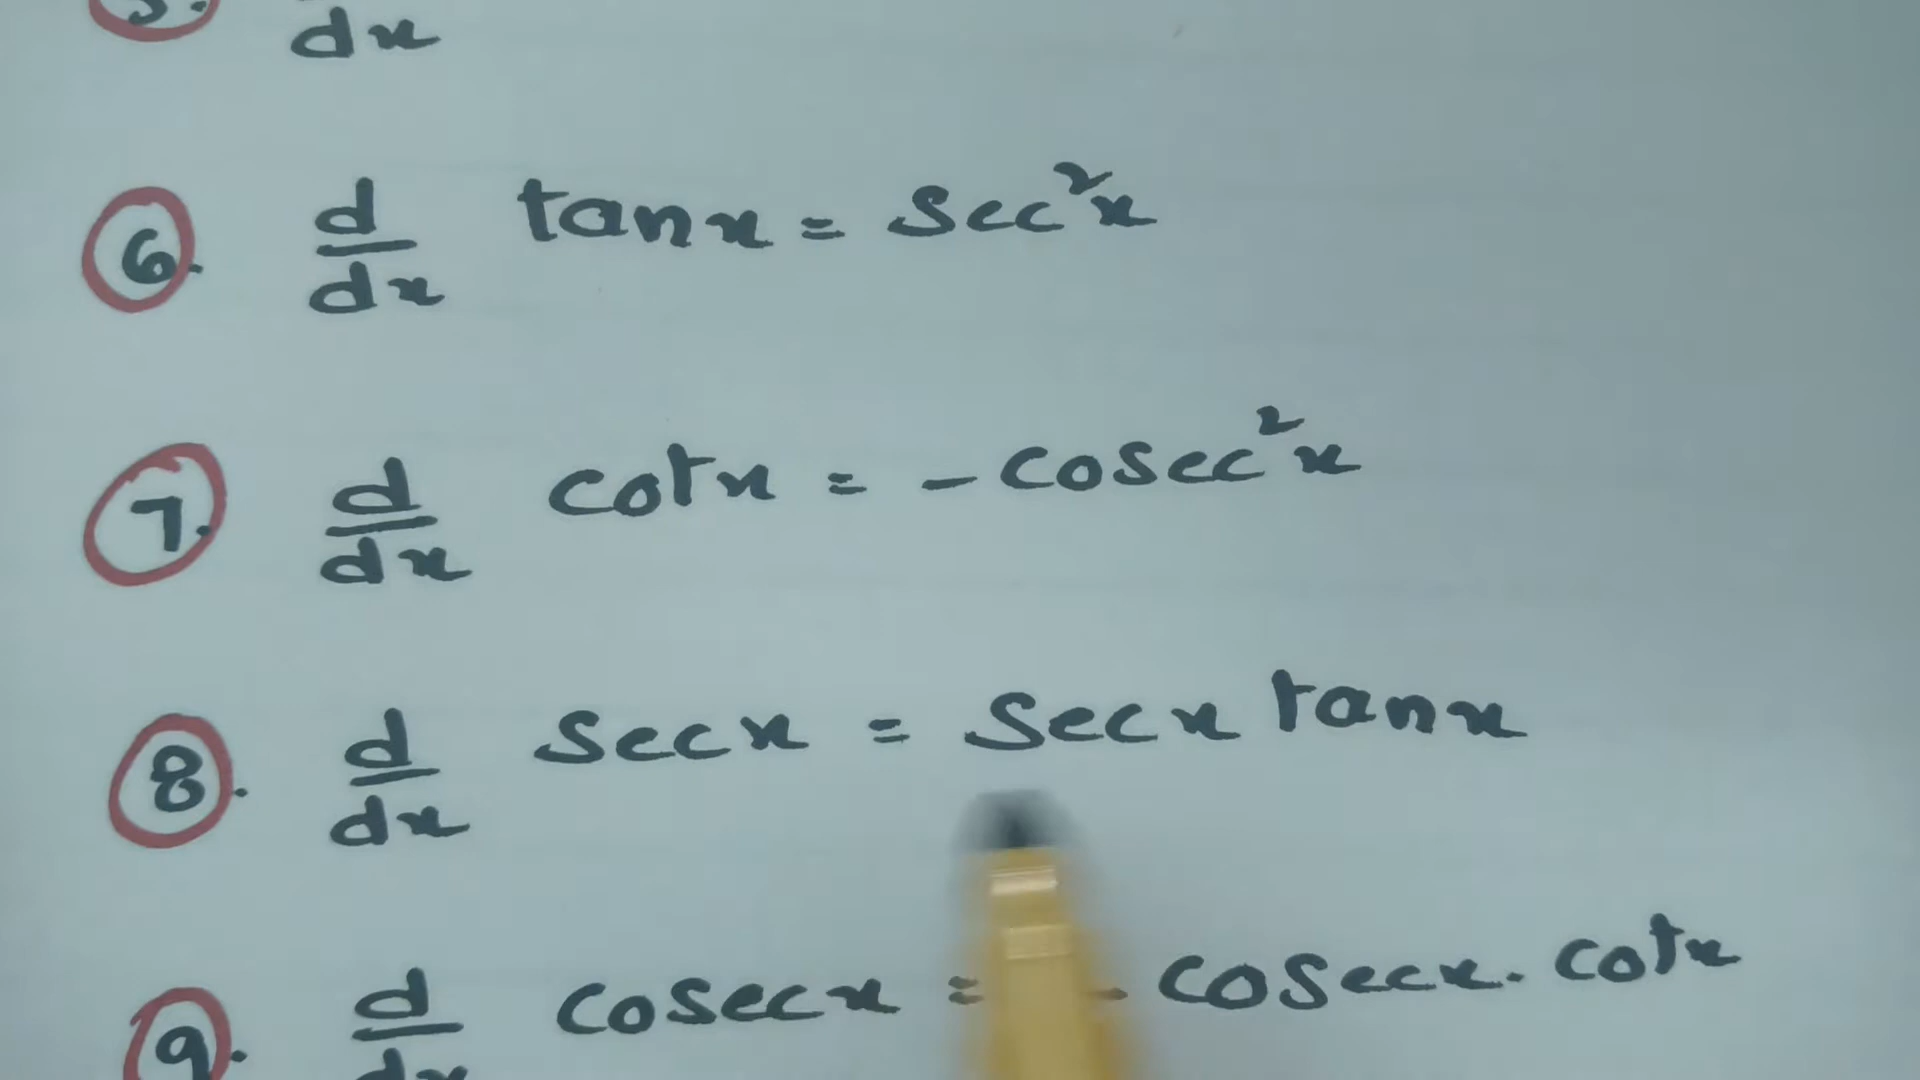 5. dx
6. d/dx tanx = sec²x
7. d/dx cotx = -cosec²x
8. d/dx secx = secx tanx
9. d/dx cosecx = - cosecx. cotx